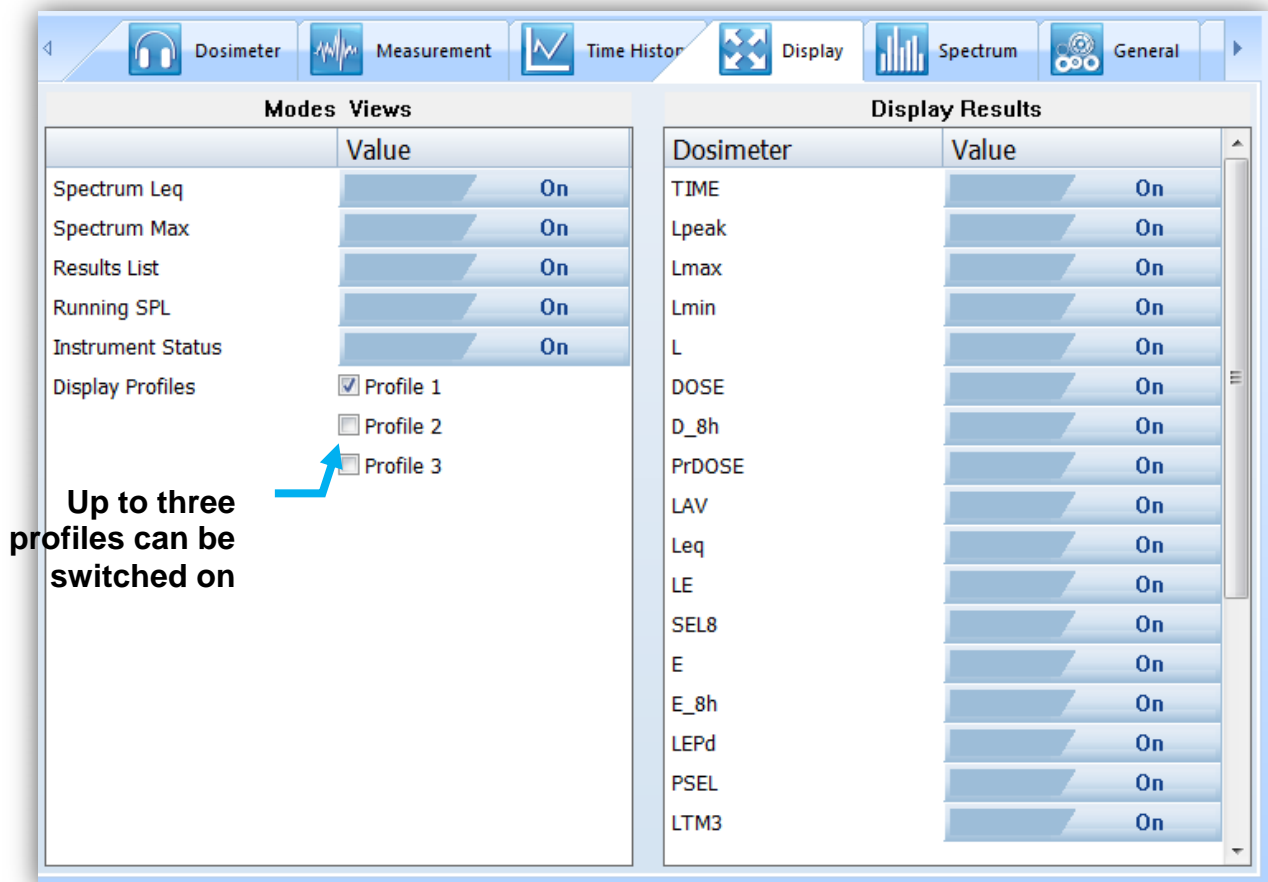 Dosimeter Measurement Time Histor Display Spectrum General
Modes Views
Value
Spectrum Leq On
Spectrum Max On
Results List On
Running SPL On
Instrument Status On
Display Profiles Profile 1
Profile 2
Profile 3
Up to three
profiles can be
switched on
Display Results
Dosimeter Value
TIME On
Lpeak On
Lmax On
Lmin On
L On
DOSE On
D_8h On
PrDOSE On
LAV On
Leq On
LE On
SEL8 On
E On
E_8h On
LEPd On
PSEL On
LTM3 On